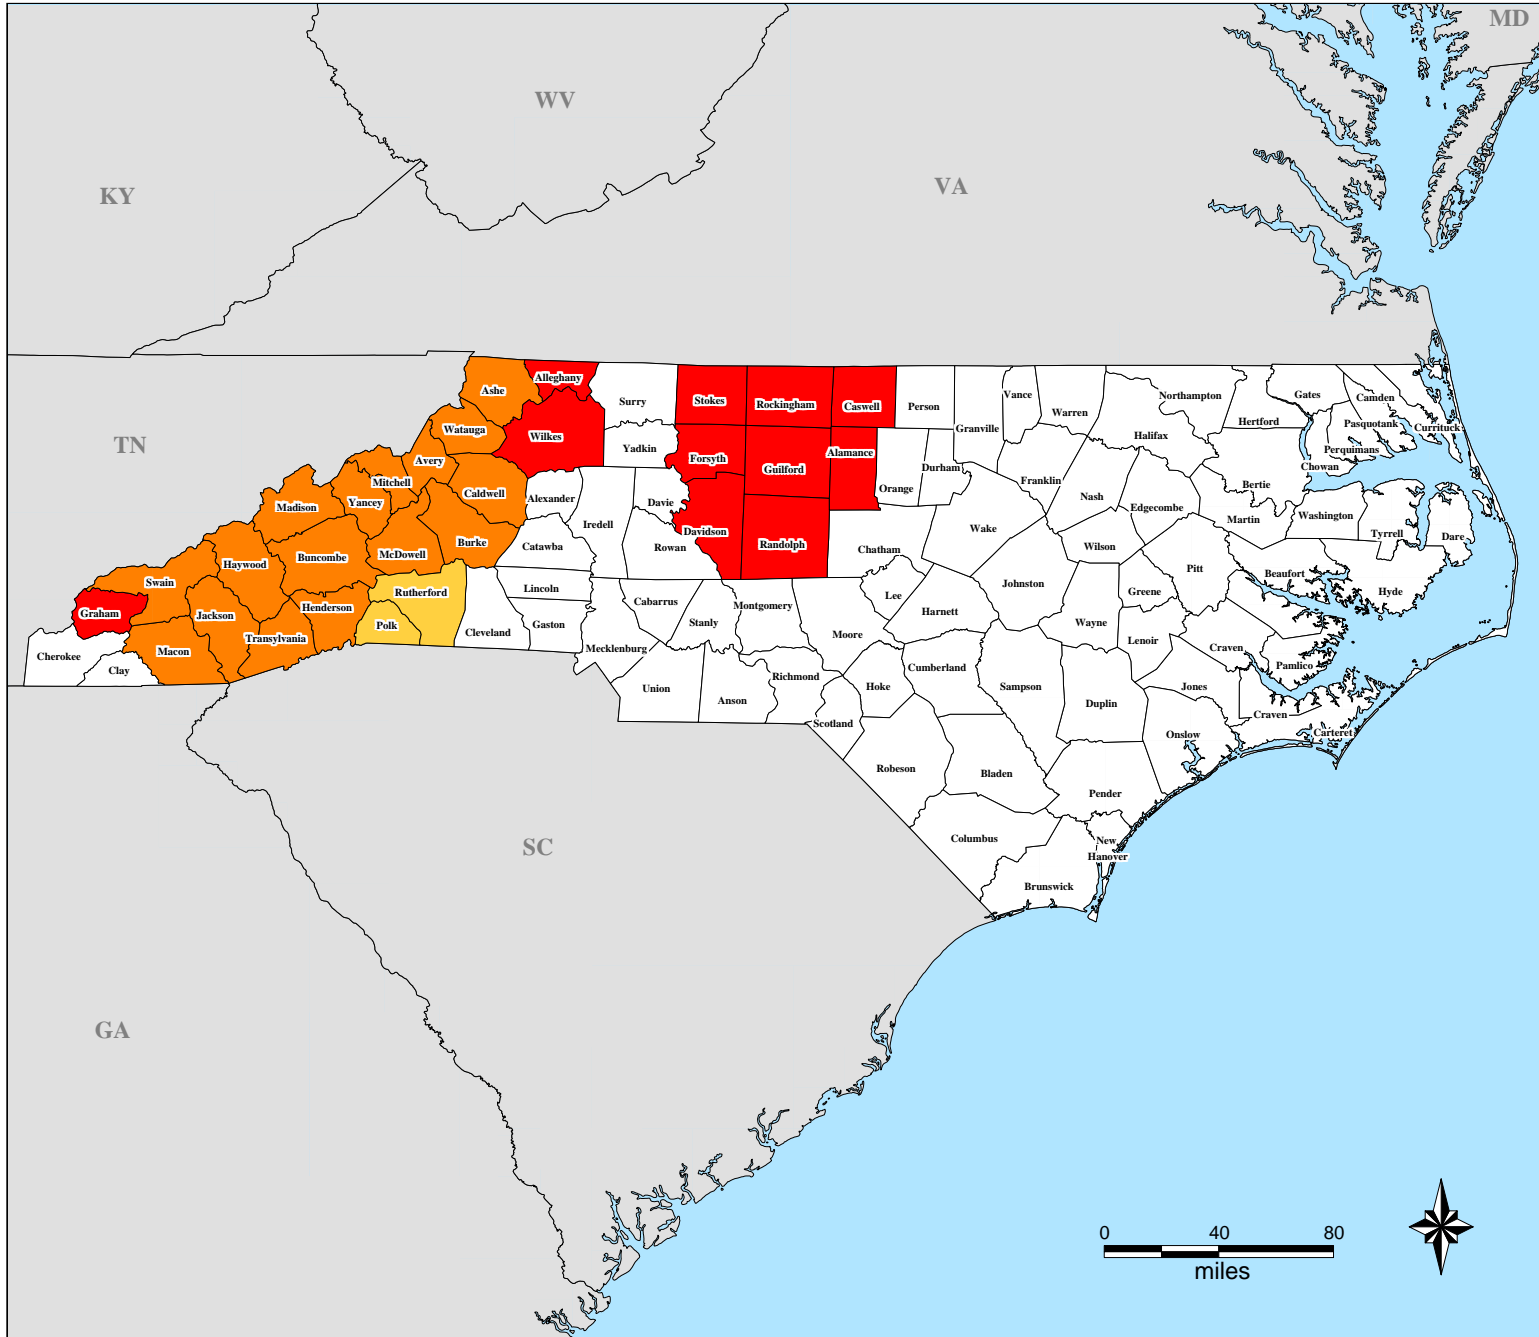 MD
WV
VA
KY
TN
Ashe
Alleghany
Surry
Stokes
Rockingham
Caswell
Person
Granville
Vance
Warren
Northampton
Hertford
Gates
Camden
Pasquotank
Currituck
Perquimans
Chowan
Watauga
Wilkes
Yadkin
Forsyth
Guilford
Alamance
Orange
Durham
Franklin
Halifax
Bertie
Avery
Mitchell
Caldwell
Alexander
Davie
Iredell
Davidson
Randolph
Chatham
Wake
Nash
Edgecombe
Martin
Washington
Tyrrell
Dare
Madison
Yancey
McDowell
Burke
Catawba
Rowan
Wilson
Pitt
Beaufort
Hyde
Swain
Haywood
Buncombe
Rutherford
Lincoln
Cabarrus
Stanly
Montgomery
Lee
Harnett
Johnston
Greene
Wayne
Graham
Jackson
Henderson
Transylvania
Polk
Cleveland
Gaston
Mecklenburg
Moore
Lenoir
Craven
Pamlico
Cherokee
Clay
Macon
Union
Anson
Richmond
Scotland
Hoke
Cumberland
Sampson
Duplin
Jones
Craven
Carteret
Onslow
Robeson
Bladen
Pender
Columbus
New
Hanover
Brunswick
SC
GA
0 40 80
miles